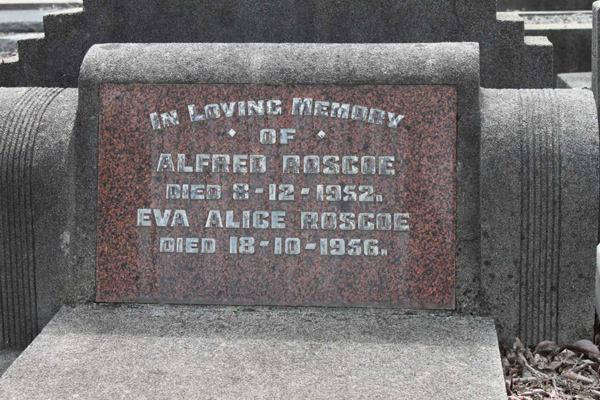 IN LOVING MEMORY
OF
ALFRED ROSCOE
DIED 8-12-1952.
EVA ALICE ROSCOE
DIED 18-10-1956.